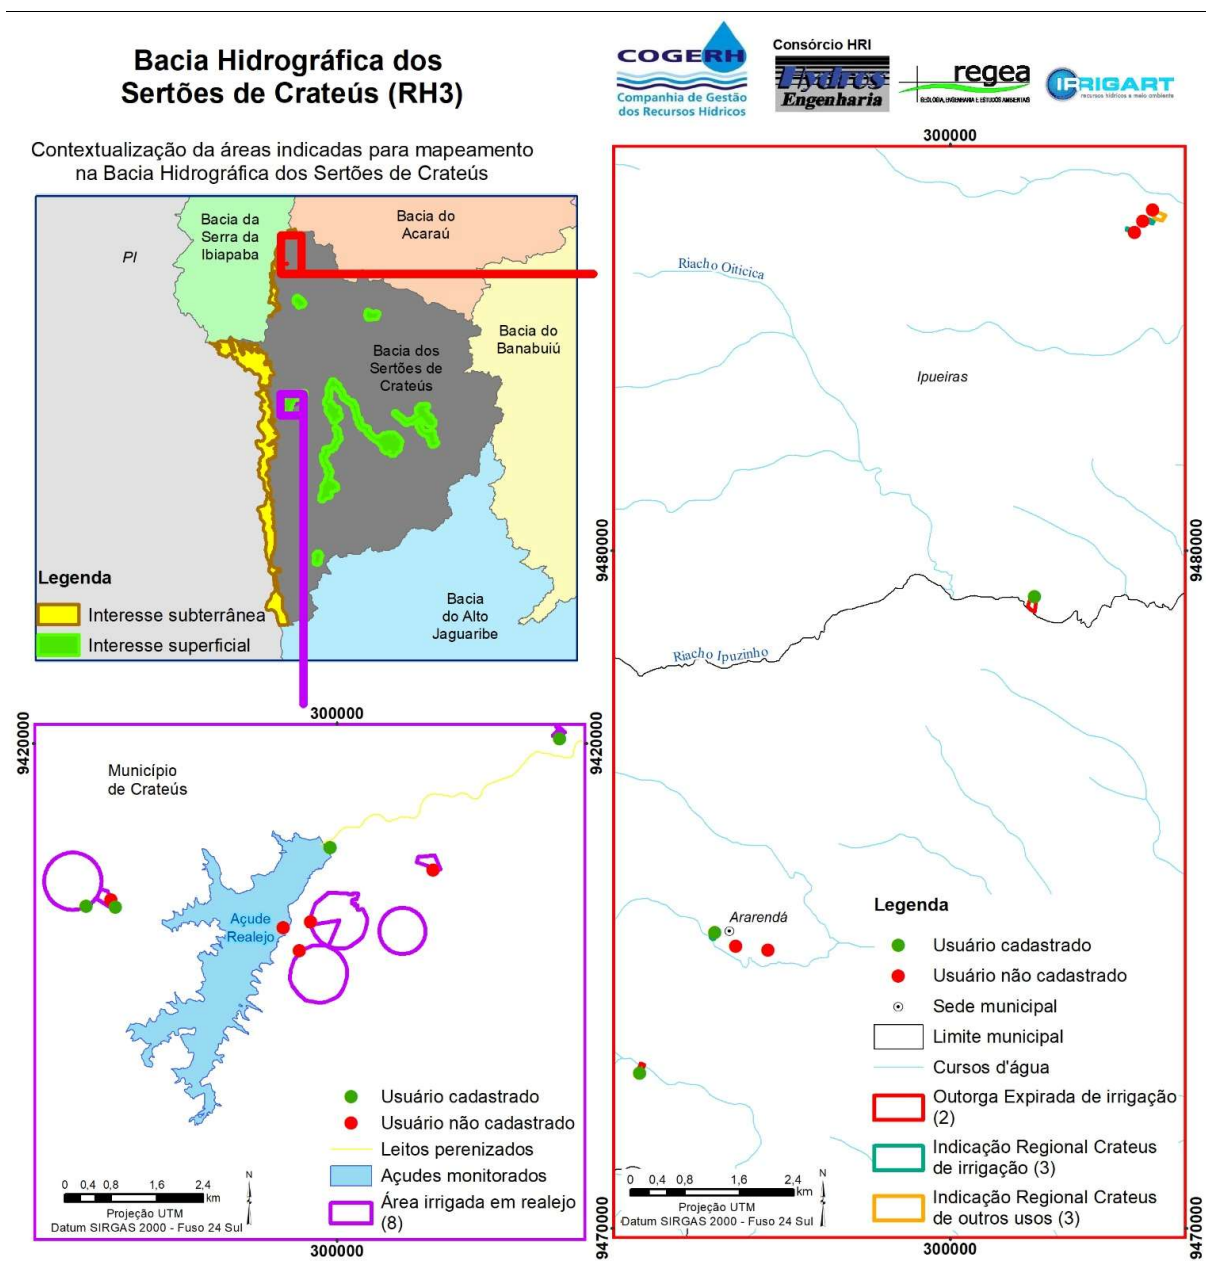 Bacia Hidrográfica dos
Sertões de Crateús (RH3)
COGERH
Companhia de Gestão
dos Recursos Hídricos
Consórcio HRI
Hydros
Engenharia
regea
GEOLOGIA, ENGENHARIA E ESTUDOS AMBIENTAIS
IRRIGART
recursos hídricos e meio ambiente
Contextualização da áreas indicadas para mapeamento
na Bacia Hidrográfica dos Sertões de Crateús
PI
Bacia da
Serra da
Ibiapaba
Bacia do
Acaraú
Bacia do
Banabuiú
Bacia dos
Sertões de
Crateús
Bacia
do Alto
Jaguaribe
Legenda
Interesse subterrânea
Interesse superficial
300000
9420000
9420000
Município
de Crateús
Açude
Realejo
Usuário cadastrado
Usuário não cadastrado
Leitos perenizados
Açudes monitorados
Área irrigada em realejo
(8)
0 0,4 0,8 1,6 2,4
km
N
Projeção UTM
Datum SIRGAS 2000 - Fuso 24 Sul
300000
300000
Riacho Oiticica
Ipueiras
9480000
9480000
Riacho Ipuzinho
Ararendá
Legenda
Usuário cadastrado
Usuário não cadastrado
Sede municipal
Limite municipal
Cursos d'água
Outorga Expirada de irrigação
(2)
Indicação Regional Crateus
de irrigação (3)
Indicação Regional Crateus
de outros usos (3)
0 0,4 0,8 1,6 2,4
km
N
Projeção UTM
Datum SIRGAS 2000 - Fuso 24 Sul
9470000
9470000
300000